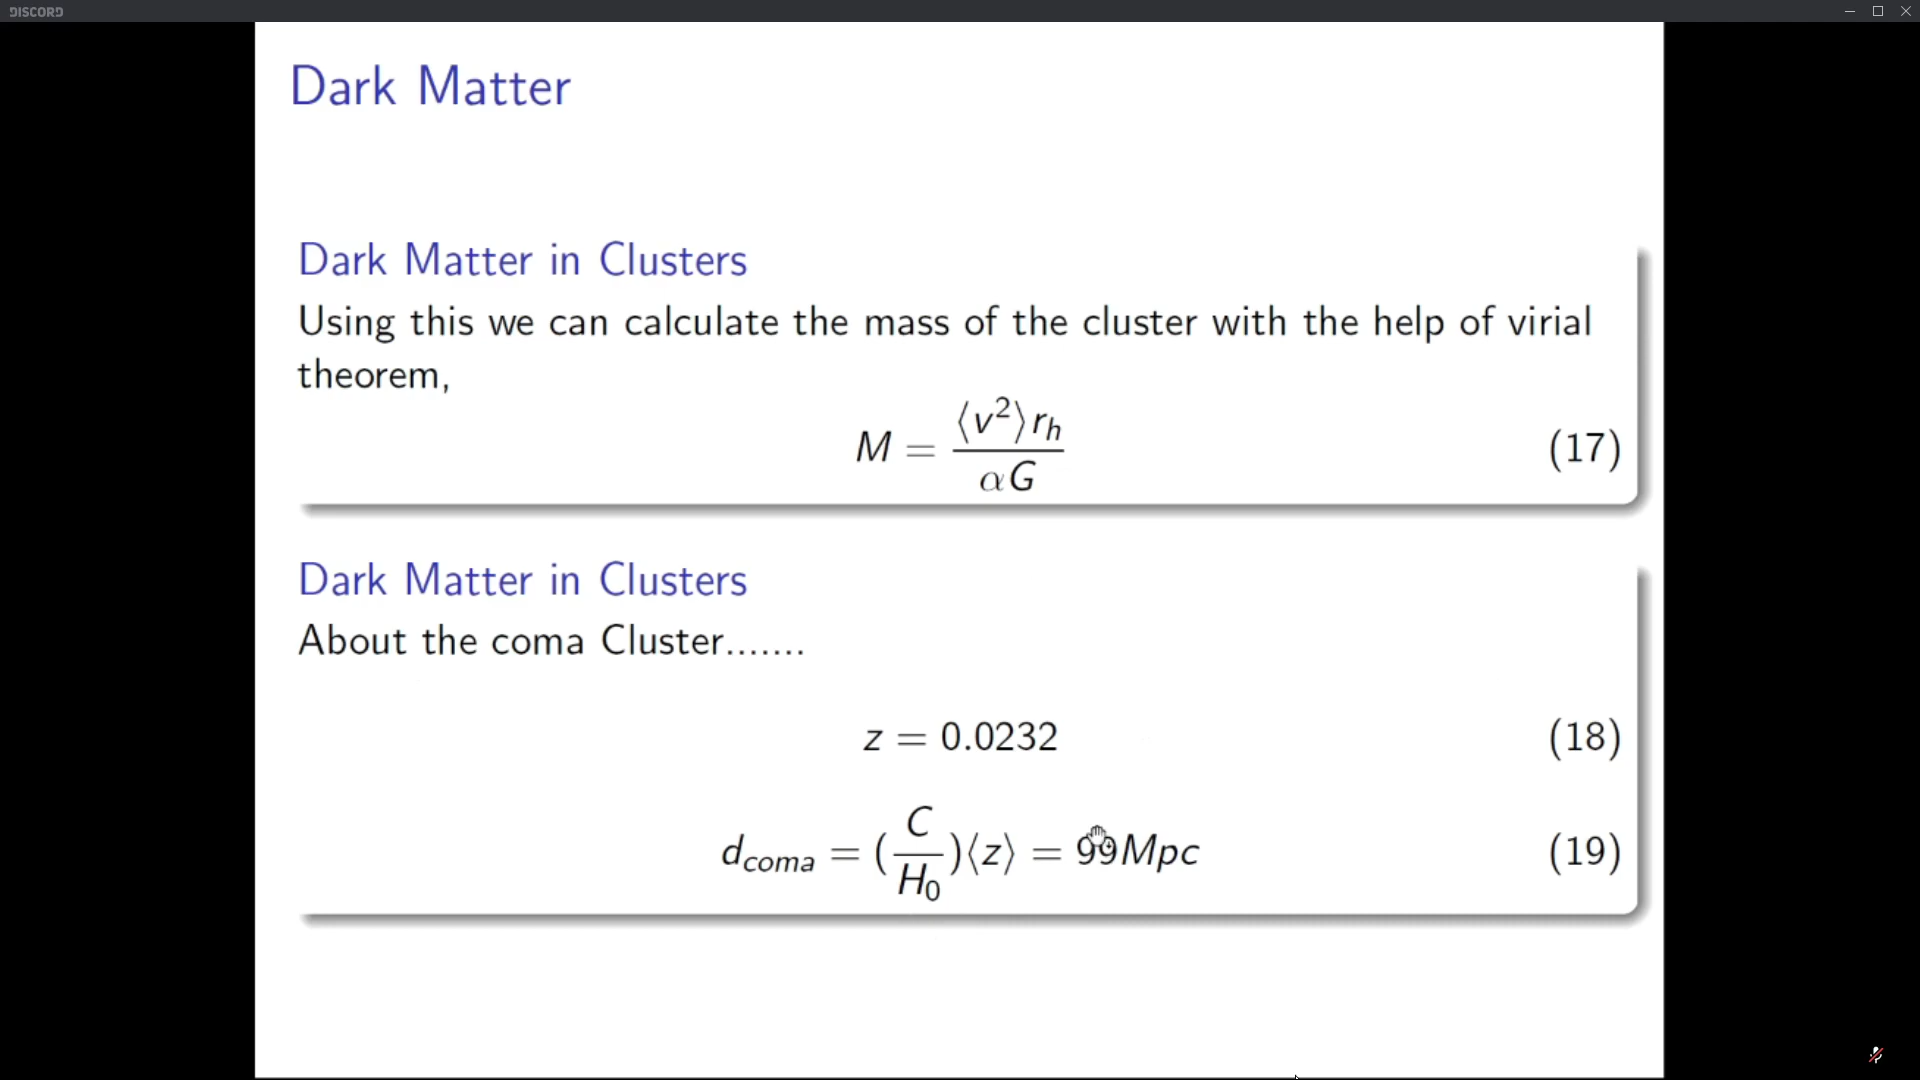 DISCORD
Dark Matter
Dark Matter in Clusters
Using this we can calculate the mass of the cluster with the help of virial
theorem,
M = ⟨v²⟩r_h / αG (17)
Dark Matter in Clusters
About the coma Cluster.......
z = 0.0232 (18)
d_coma = (C / H₀)⟨z⟩ = 99Mpc (19)